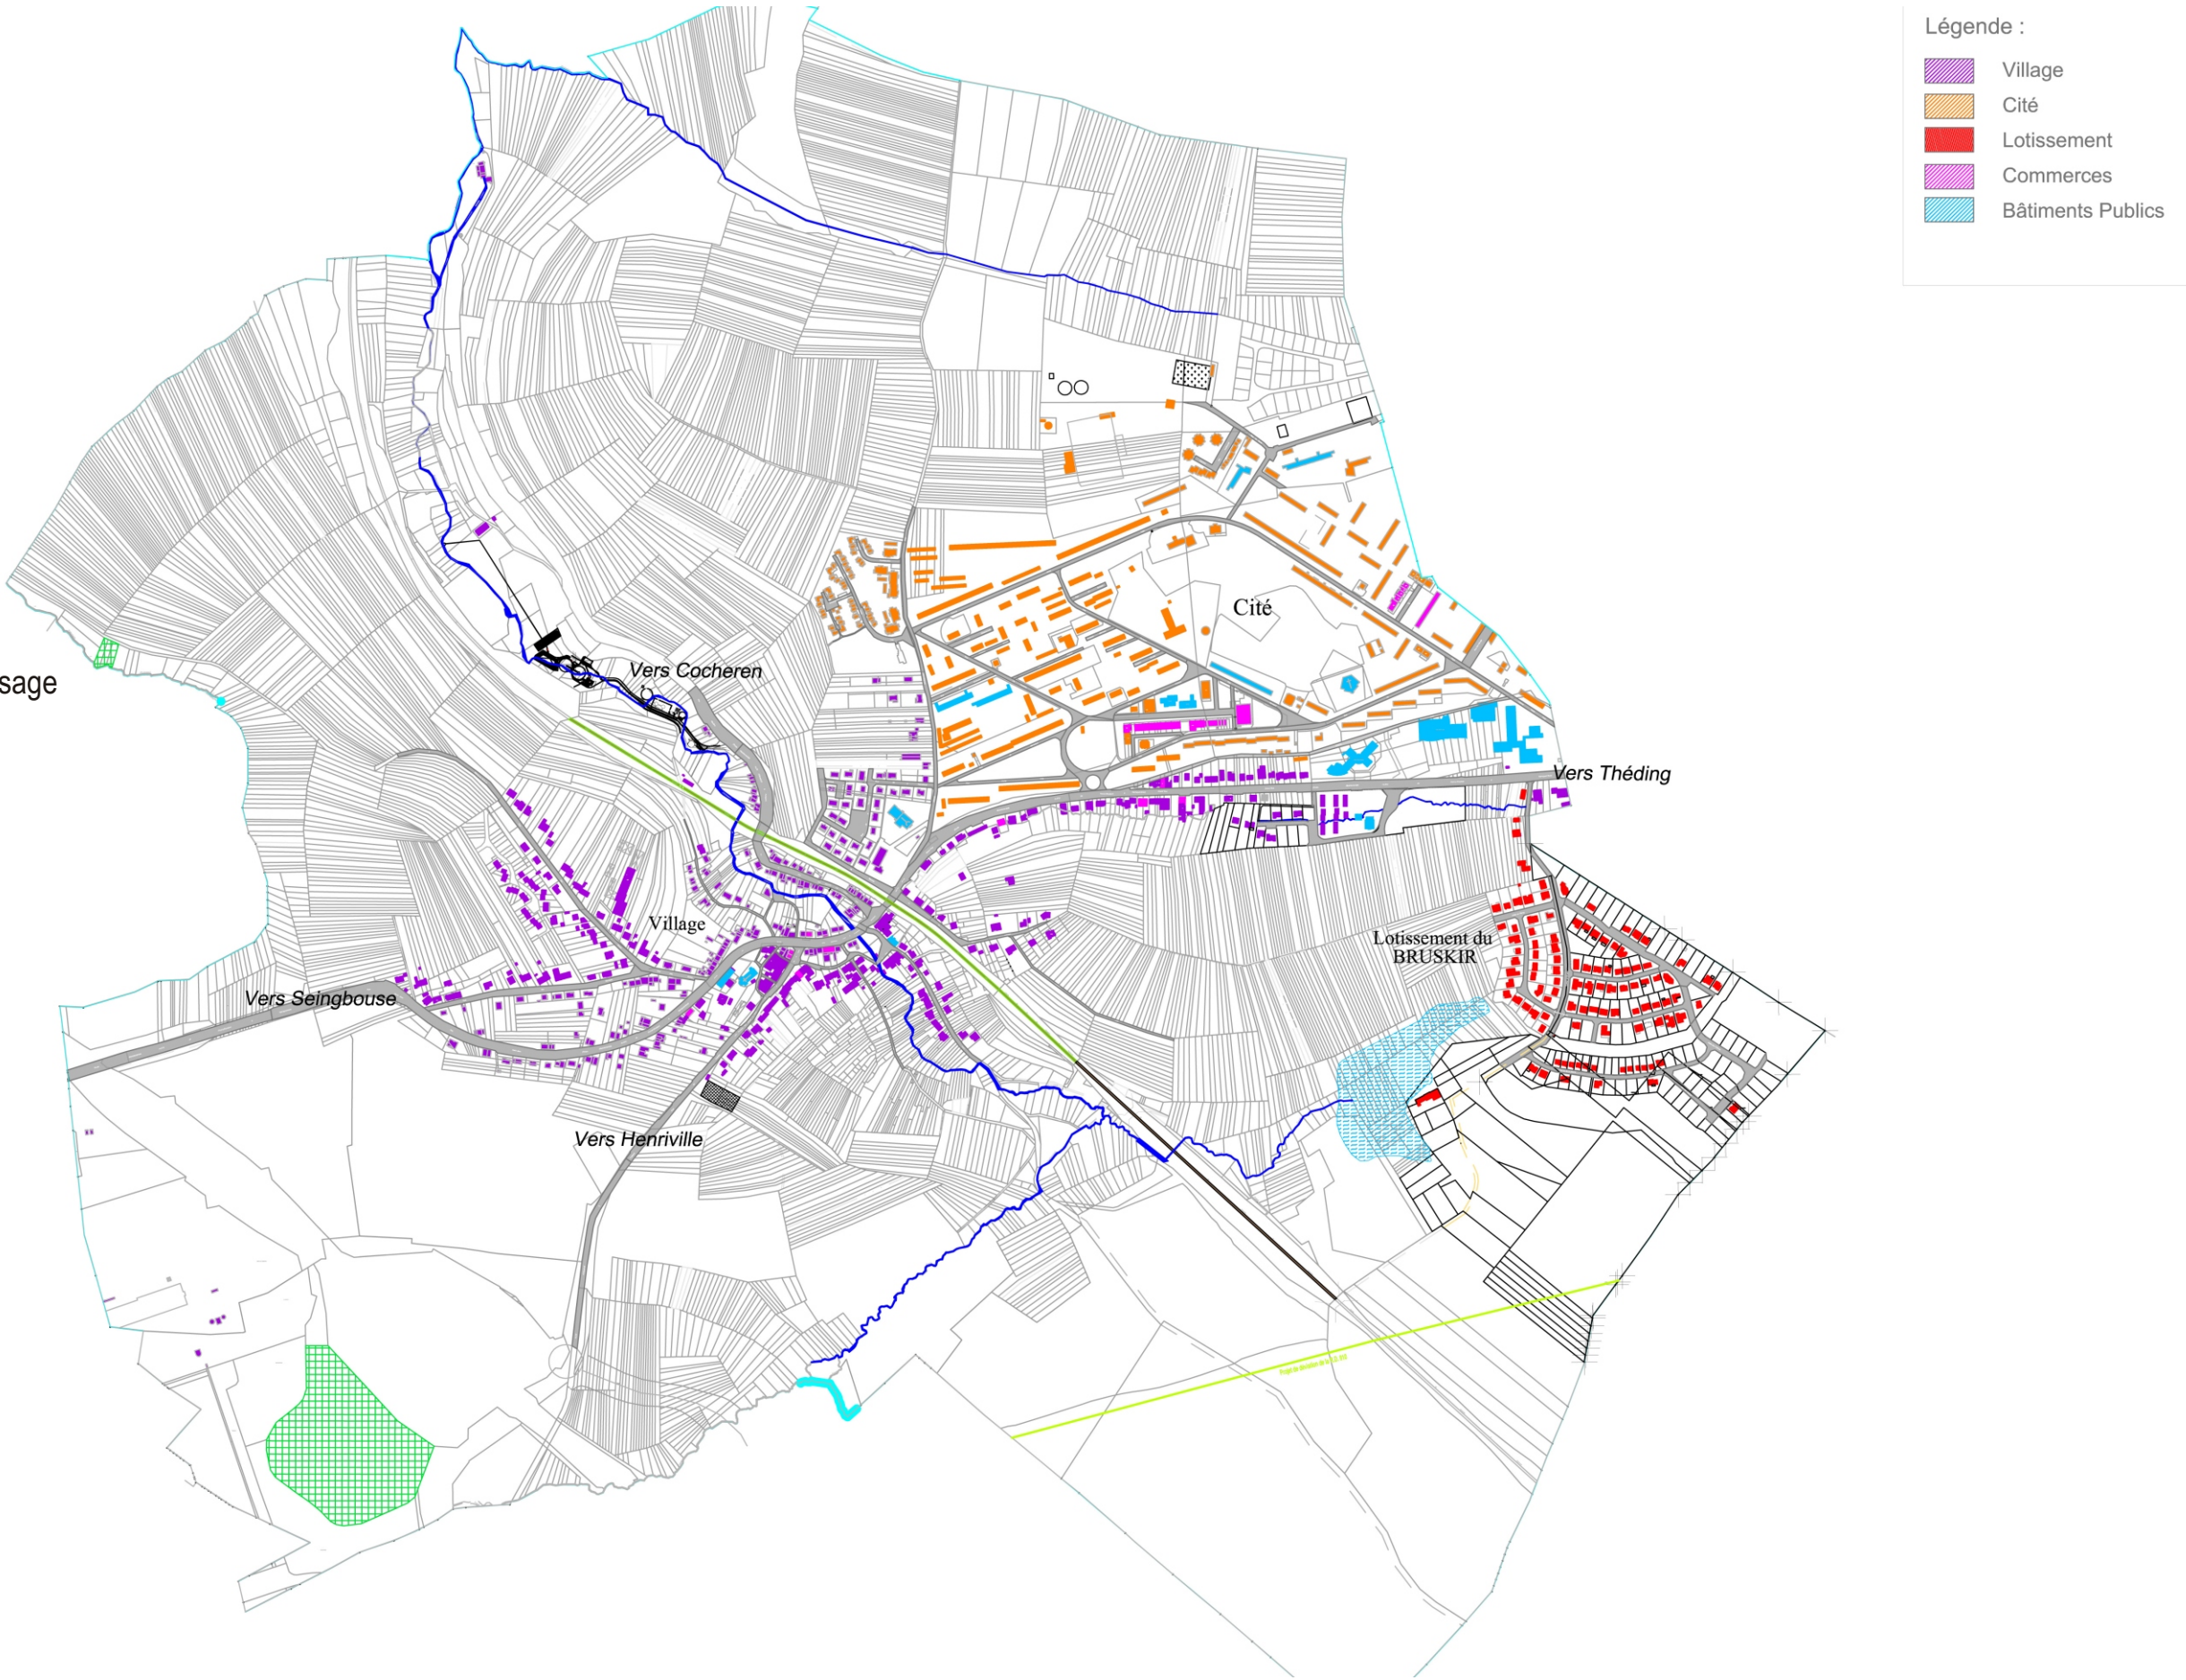 Légende :
Village
Cité
Lotissement
Commerces
Bâtiments Publics
Cité
Vers Cocheren
sage
Vers Théding
Village
Lotissement du
BRUSKIR
Vers Seingbouse
Vers Henriville